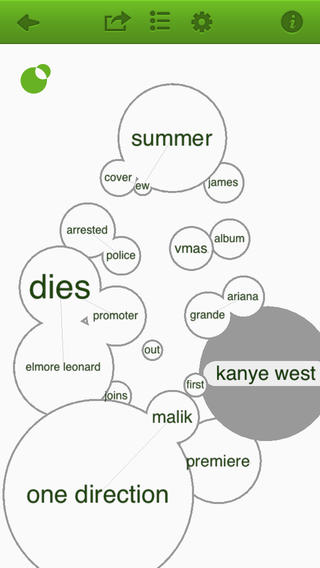 summer
cover
ew
james
arrested
police
vmas
album
dies
promoter
ariana
grande
out
elmore leonard
first
kanye west
joins
malik
premiere
one direction